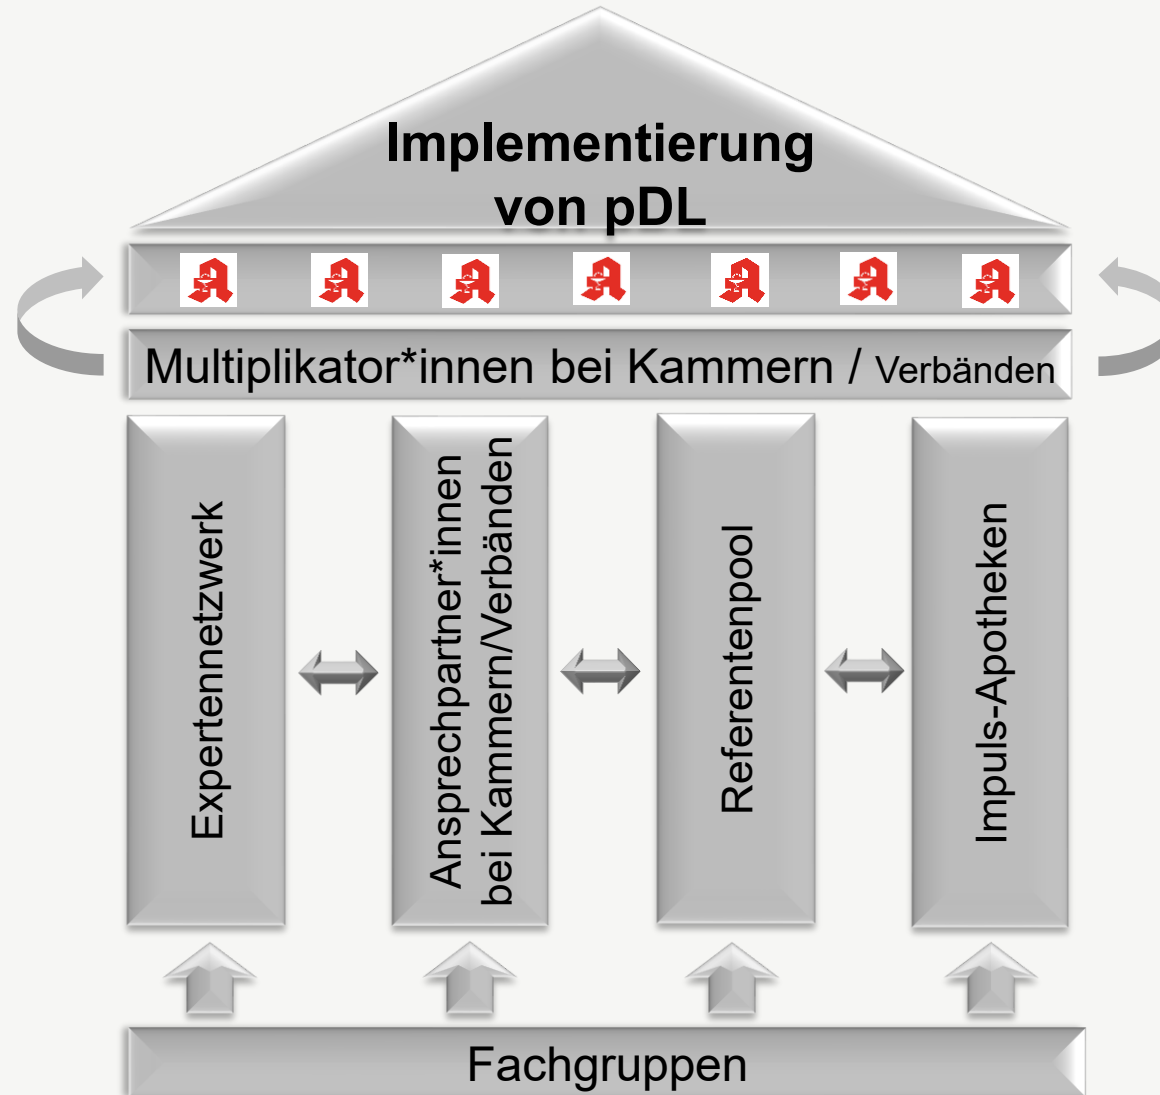 Implementierung
von pDL
Multiplikator*innen bei Kammern / Verbänden
Expertennetzwerk
Ansprechpartner*innen
bei Kammern/Verbänden
Referentenpool
Impuls-Apotheken
Fachgruppen